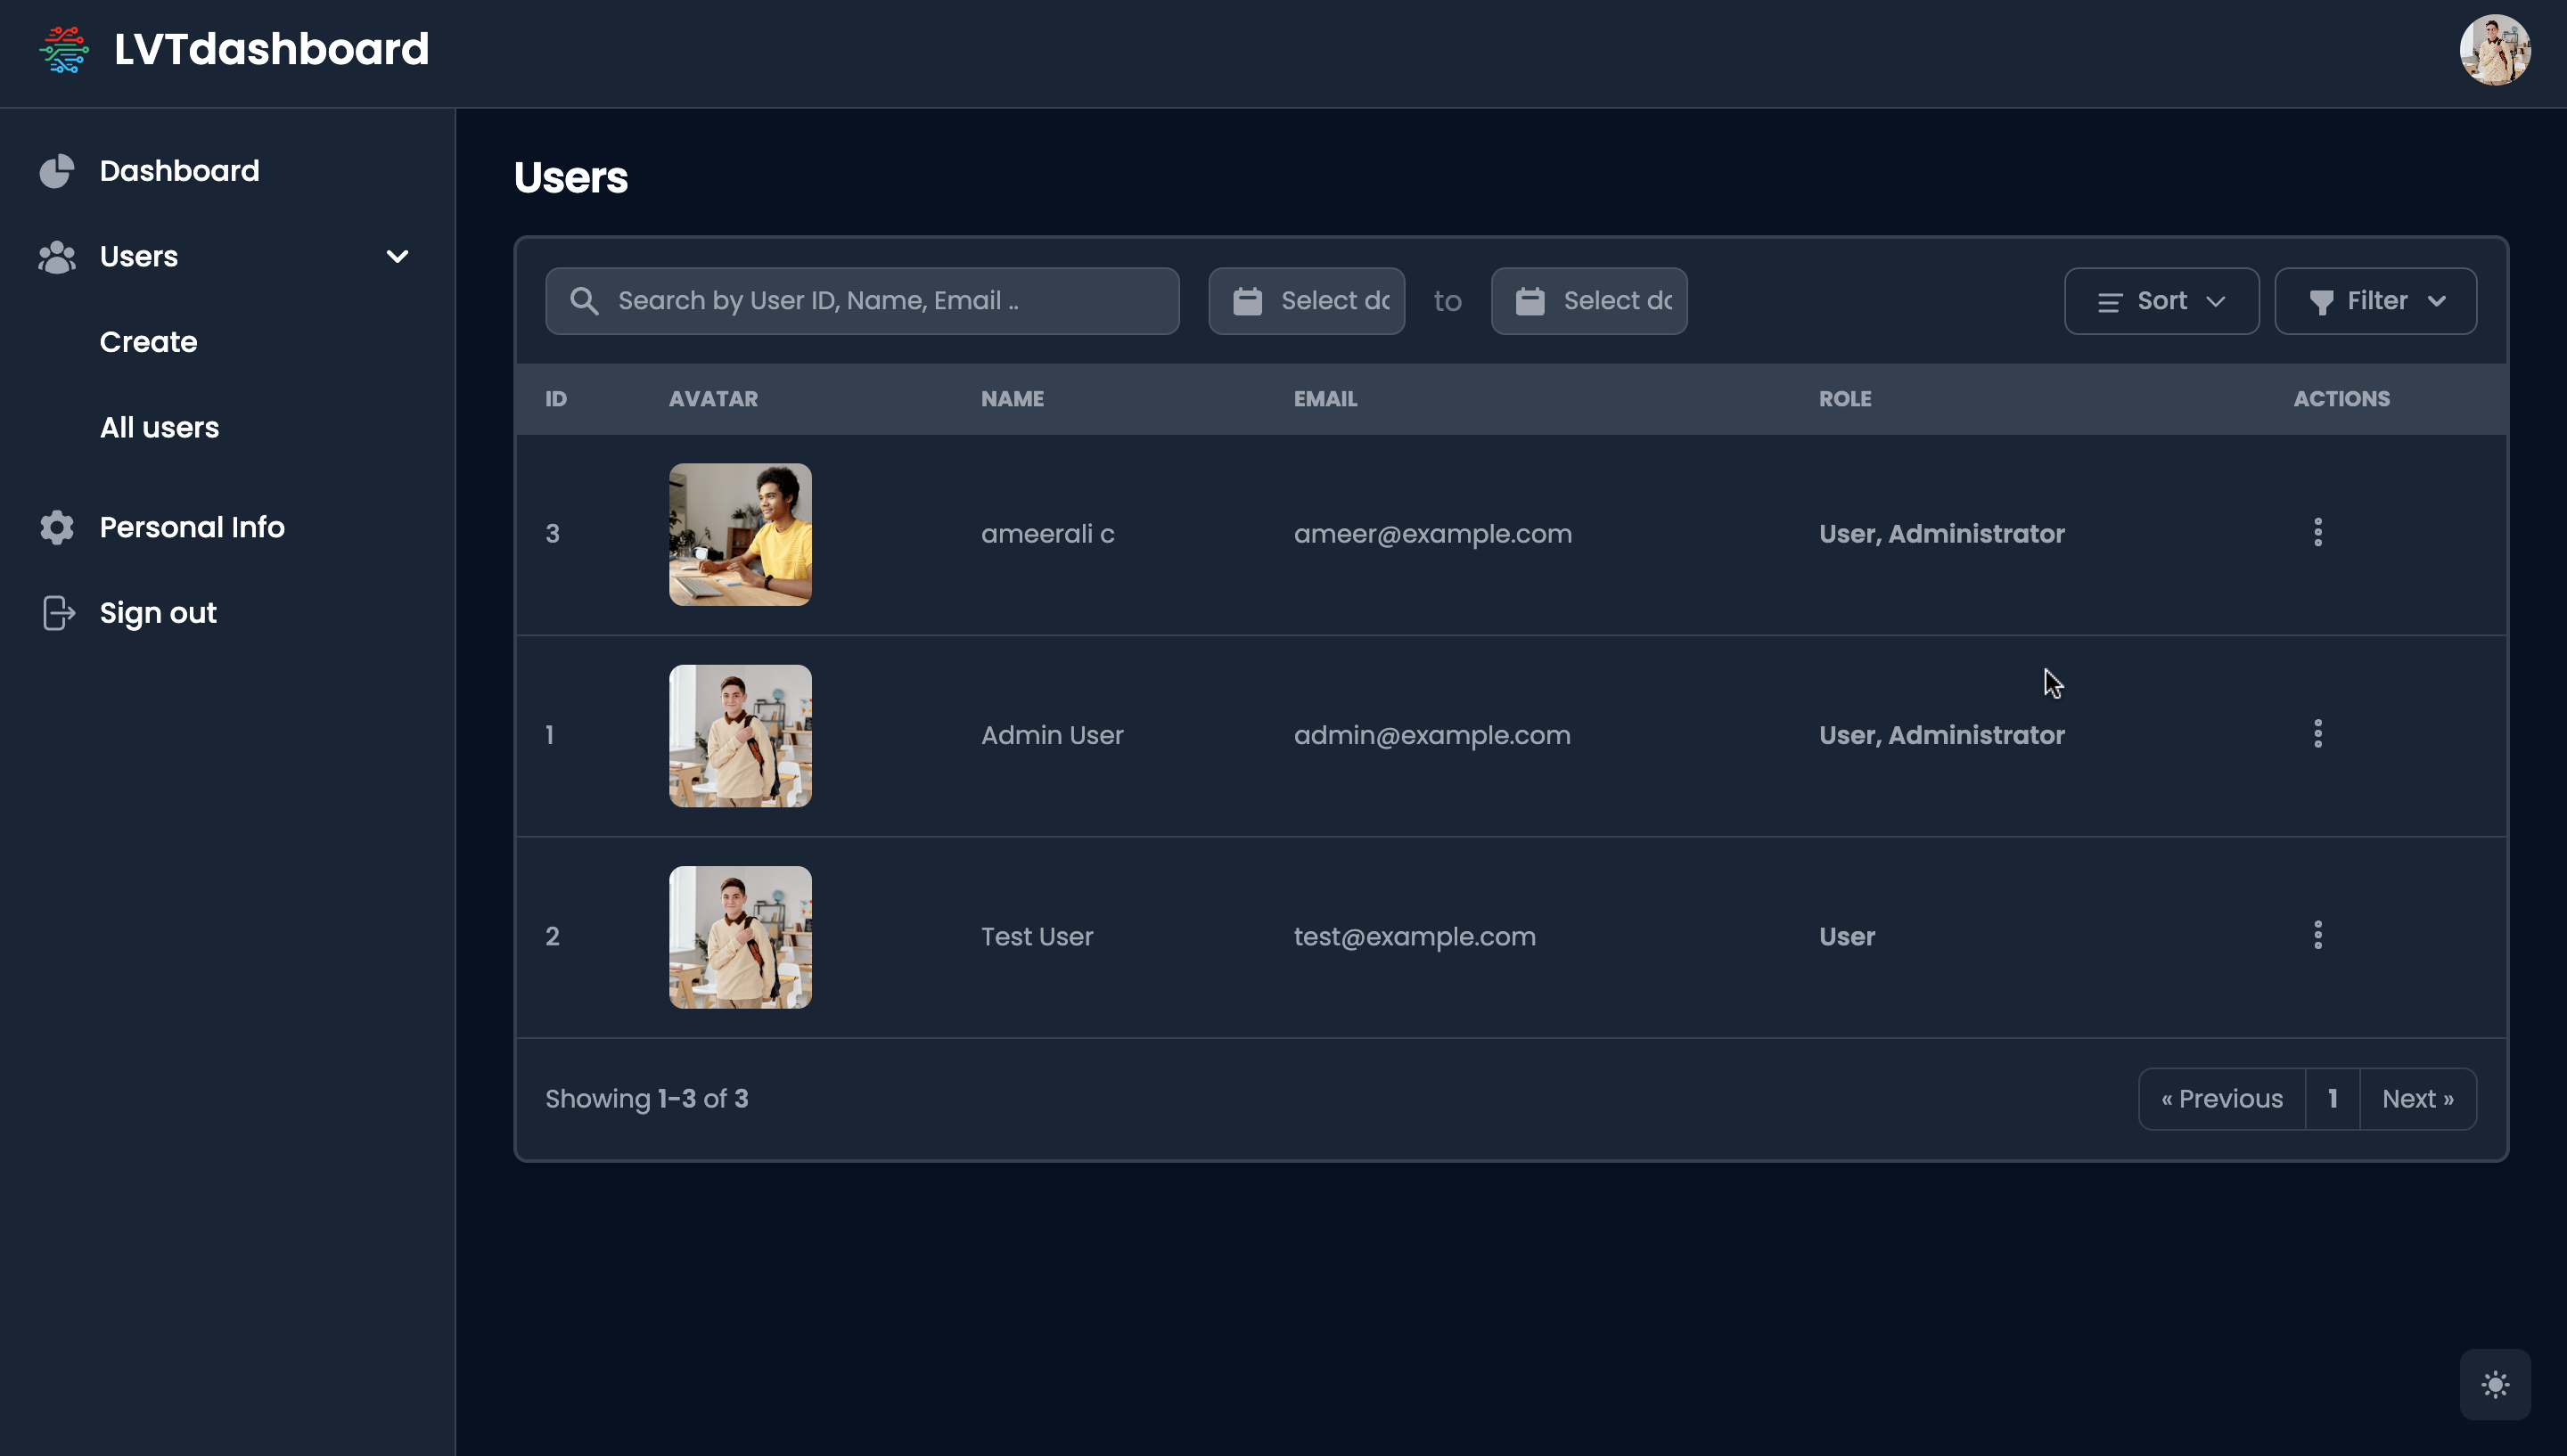 LVTdashboard
Dashboard
Users
Create
All users
Personal Info
Sign out
Users
Search by User ID, Name, Email ..
Select
to
Select
Sort
Filter
ID AVATAR NAME EMAIL ROLE ACTIONS
3 ameerali c ameer@example.com User, Administrator
1 Admin User admin@example.com User, Administrator
2 Test User test@example.com User
Showing 1-3 of 3
« Previous 1 Next »